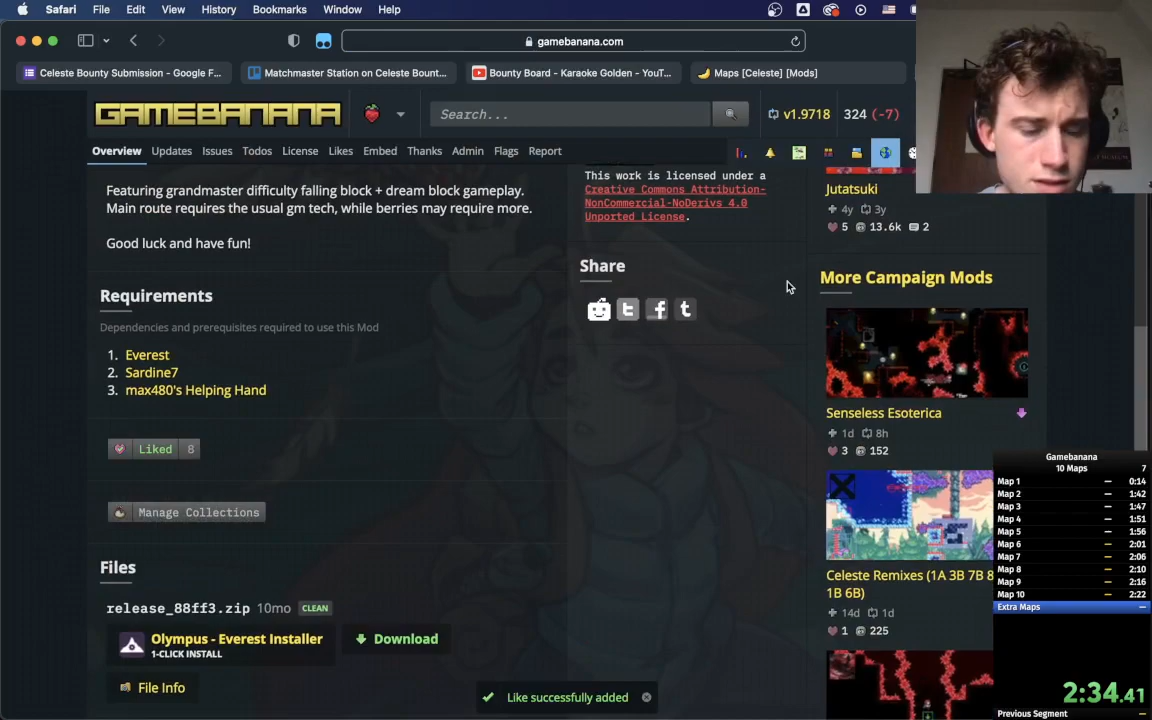 Safari File Edit View History Bookmarks Window Help
gamebanana.com
Celeste Bounty Submission - Google F...
Matchmaster Station on Celeste Bount...
Bounty Board - Karaoke Golden - YouT...
Maps [Celeste] [Mods]
GAMEBANANA
Search...
v1.9718
324 (-7)
Overview Updates Issues Todos License Likes Embed Thanks Admin Flags Report
Featuring grandmaster difficulty falling block + dream block gameplay.
Main route requires the usual gm tech, while berries may require more.
Good luck and have fun!
Requirements
Dependencies and prerequisites required to use this Mod
1. Everest
2. Sardine7
3. max480's Helping Hand
Liked 8
Manage Collections
Files
release_88ff3.zip 10mo CLEAN
Olympus - Everest Installer
1-CLICK INSTALL
Download
File Info
This work is licensed under a
Creative Commons Attribution-
NonCommercial-NoDerivs 4.0
Unported License.
Share
Like successfully added
Jutatsuki
4y 3y
5 13.6k 2
More Campaign Mods
Senseless Esoterica
1d 8h
3 152
Celeste Remixes (1A 3B 7B 8
1B 6B)
14d 1d
1 225
Gamebanana
10 Maps 7
Map 1 — 0:14
Map 2 — 1:42
Map 3 — 1:47
Map 4 — 1:51
Map 5 — 1:56
Map 6 — 2:01
Map 7 — 2:06
Map 8 — 2:10
Map 9 — 2:16
Map 10 — 2:22
Extra Maps —
2:34.41
Previous Segment —